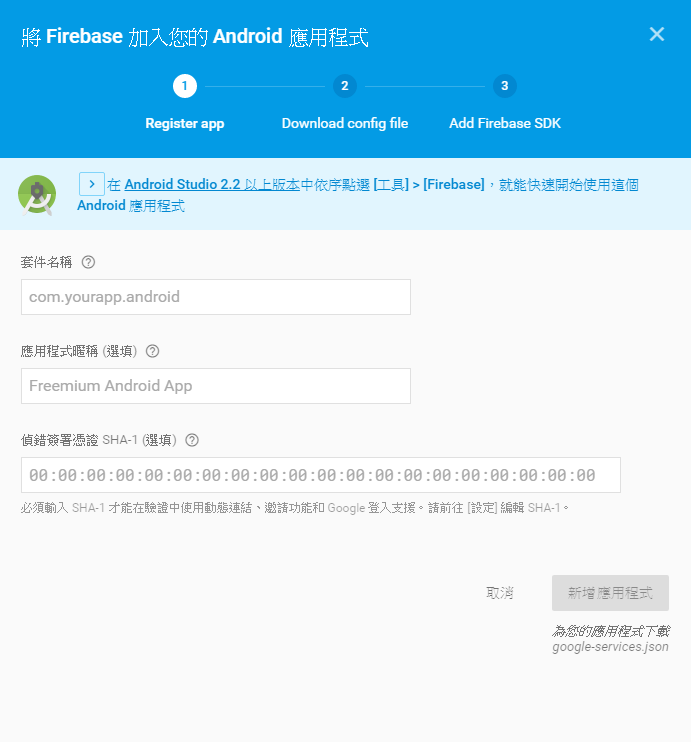 將 Firebase 加入您的 Android 應用程式
1
2
3
Register app
Download config file
Add Firebase SDK
在 Android Studio 2.2 以上版本中依序點選 [工具] > [Firebase]，就能快速開始使用這個
Android 應用程式
套件名稱
com.yourapp.android
應用程式暱稱 (選填)
Freemium Android App
偵錯簽署憑證 SHA-1 (選填)
00:00:00:00:00:00:00:00:00:00:00:00:00:00:00:00:00:00:00:00
必須輸入 SHA-1 才能在驗證中使用動態連結、邀請功能和 Google 登入支援。請前往 [設定] 編輯 SHA-1。
取消
新增應用程式
為您的應用程式下載
google-services.json